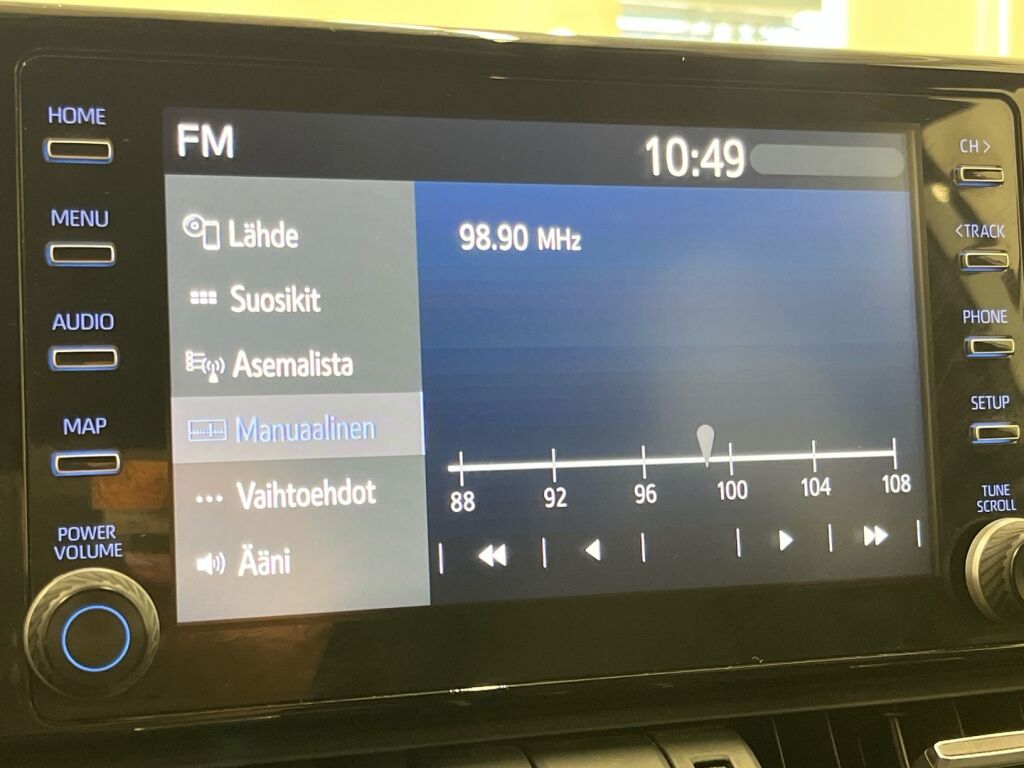 HOME
MENU
AUDIO
MAP
POWER
VOLUME
FM
10:49
Lähde
Suosikit
Asemalista
Manuaalinen
Vaihtoehdot
Ääni
98.90 MHz
88 92 96 100 104 108
CH >
< TRACK
PHONE
SETUP
TUNE
SCROLL